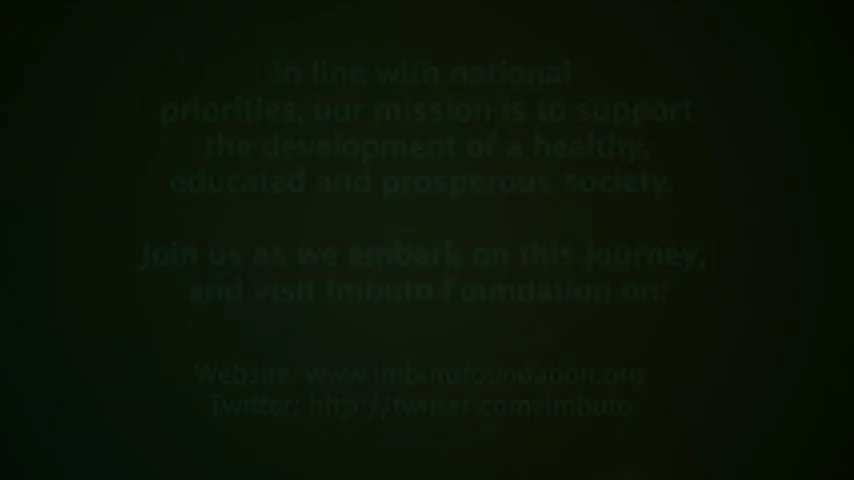 In line with national
priorities, our mission is to support
the development of a healthy,
educated and prosperous society.
Join us as we embark on this journey,
and visit Imbuto Foundation on:
Website: www.imbutofoundation.org
Twitter: http://twitter.com/imbuto